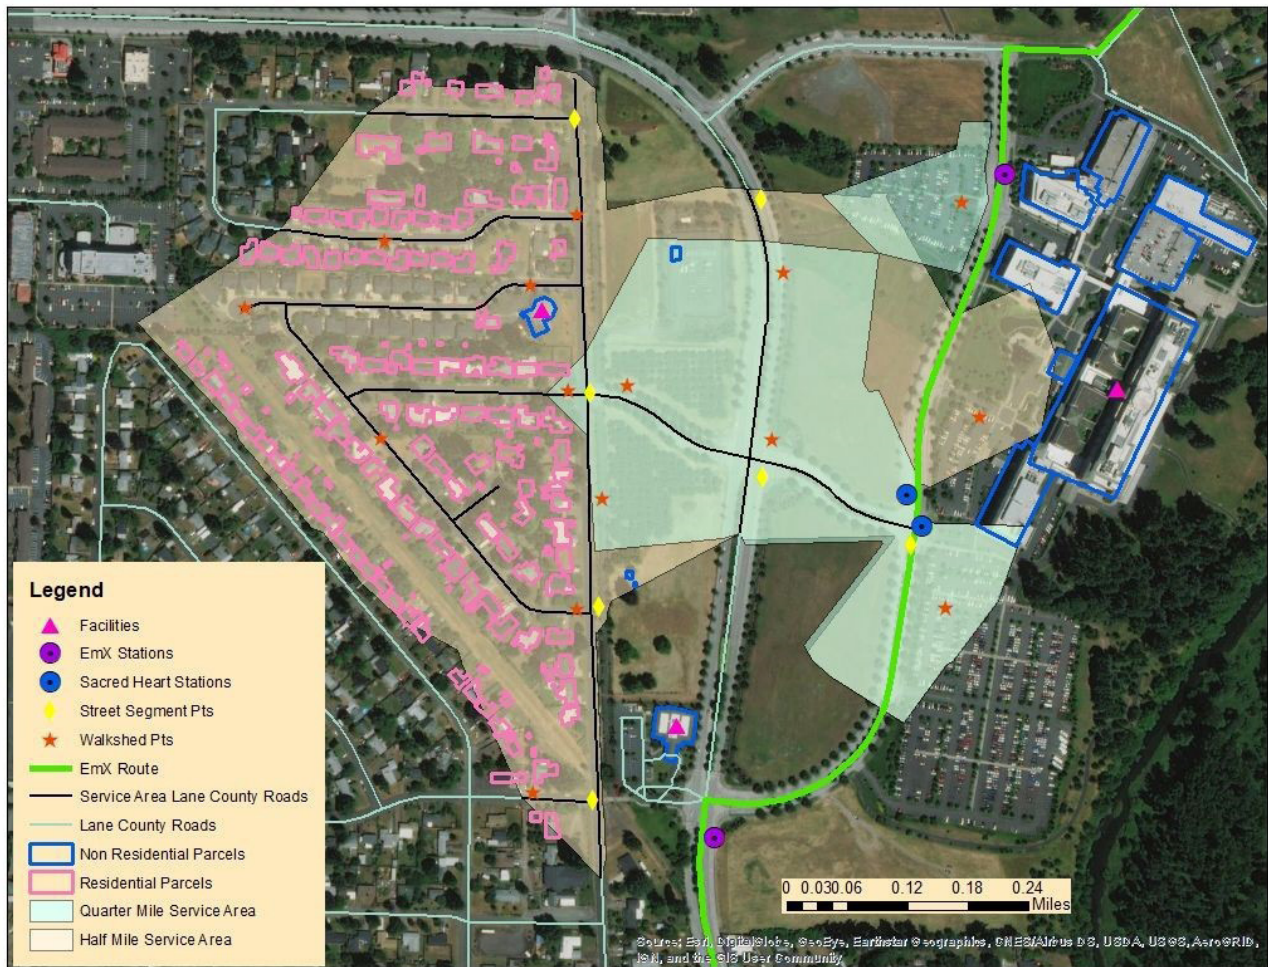 Legend
Facilities
EmX Stations
Sacred Heart Stations
Street Segment Pts
Walkshed Pts
EmX Route
Service Area Lane County Roads
Lane County Roads
Non Residential Parcels
Residential Parcels
Quarter Mile Service Area
Half Mile Service Area
0 0.030.06 0.12 0.18 0.24
Miles
Source: Esri, DigitalGlobe, GeoEye, Earthstar Geographics, CNES/Airbus DS, USDA, USGS, AeroGRID,
IGN, and the GIS User Community